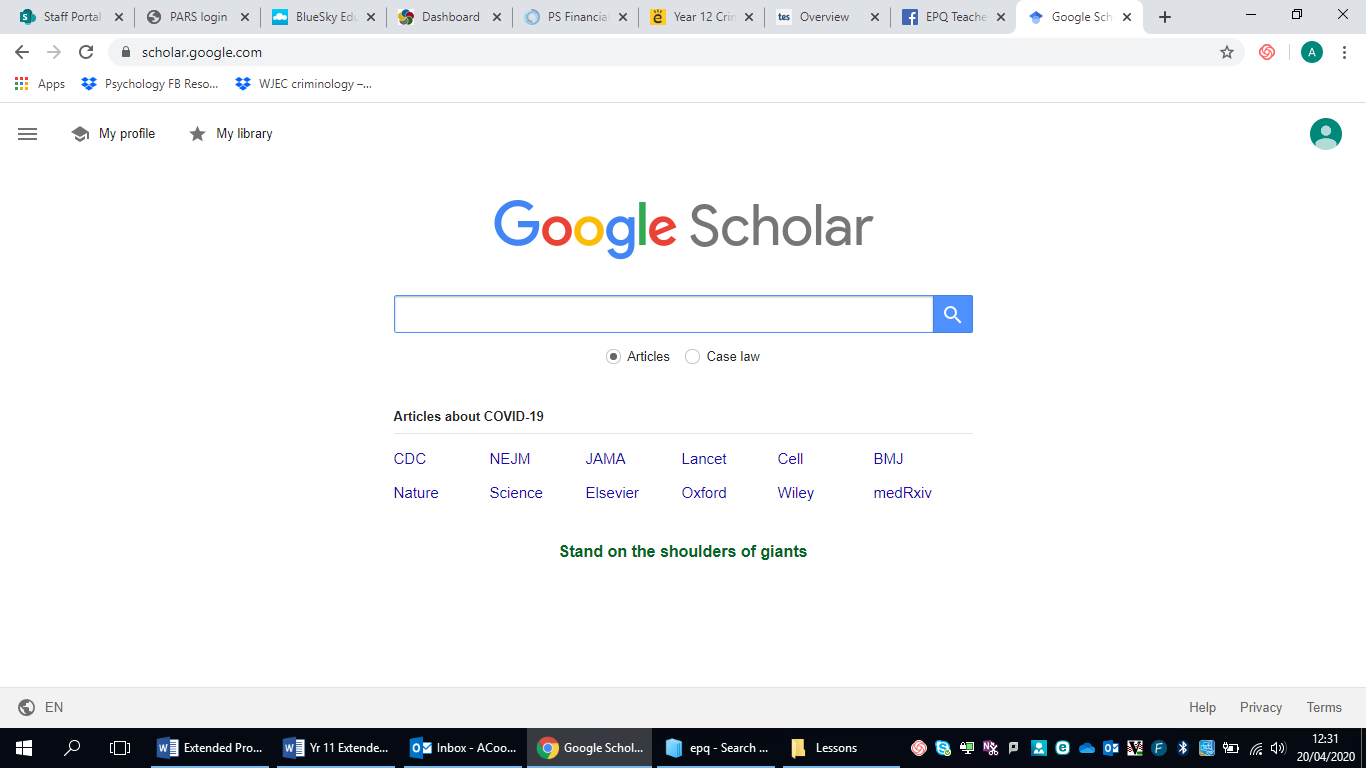 Staff Portal PARS login BlueSky Edu Dashboard PS Financial Year 12 Crim tes Overview EPQ Teache Google Sch
scholar.google.com A
Apps Psychology FB Reso... WJEC criminology –...
My profile My library
Google Scholar
Articles Case law
Articles about COVID-19
CDC NEJM JAMA Lancet Cell BMJ
Nature Science Elsevier Oxford Wiley medRxiv
Stand on the shoulders of giants
EN Help Privacy Terms
Extended Pro... Yr 11 Extende... Inbox - ACoo... Google Schol... epq - Search ... Lessons 12:31
20/04/2020